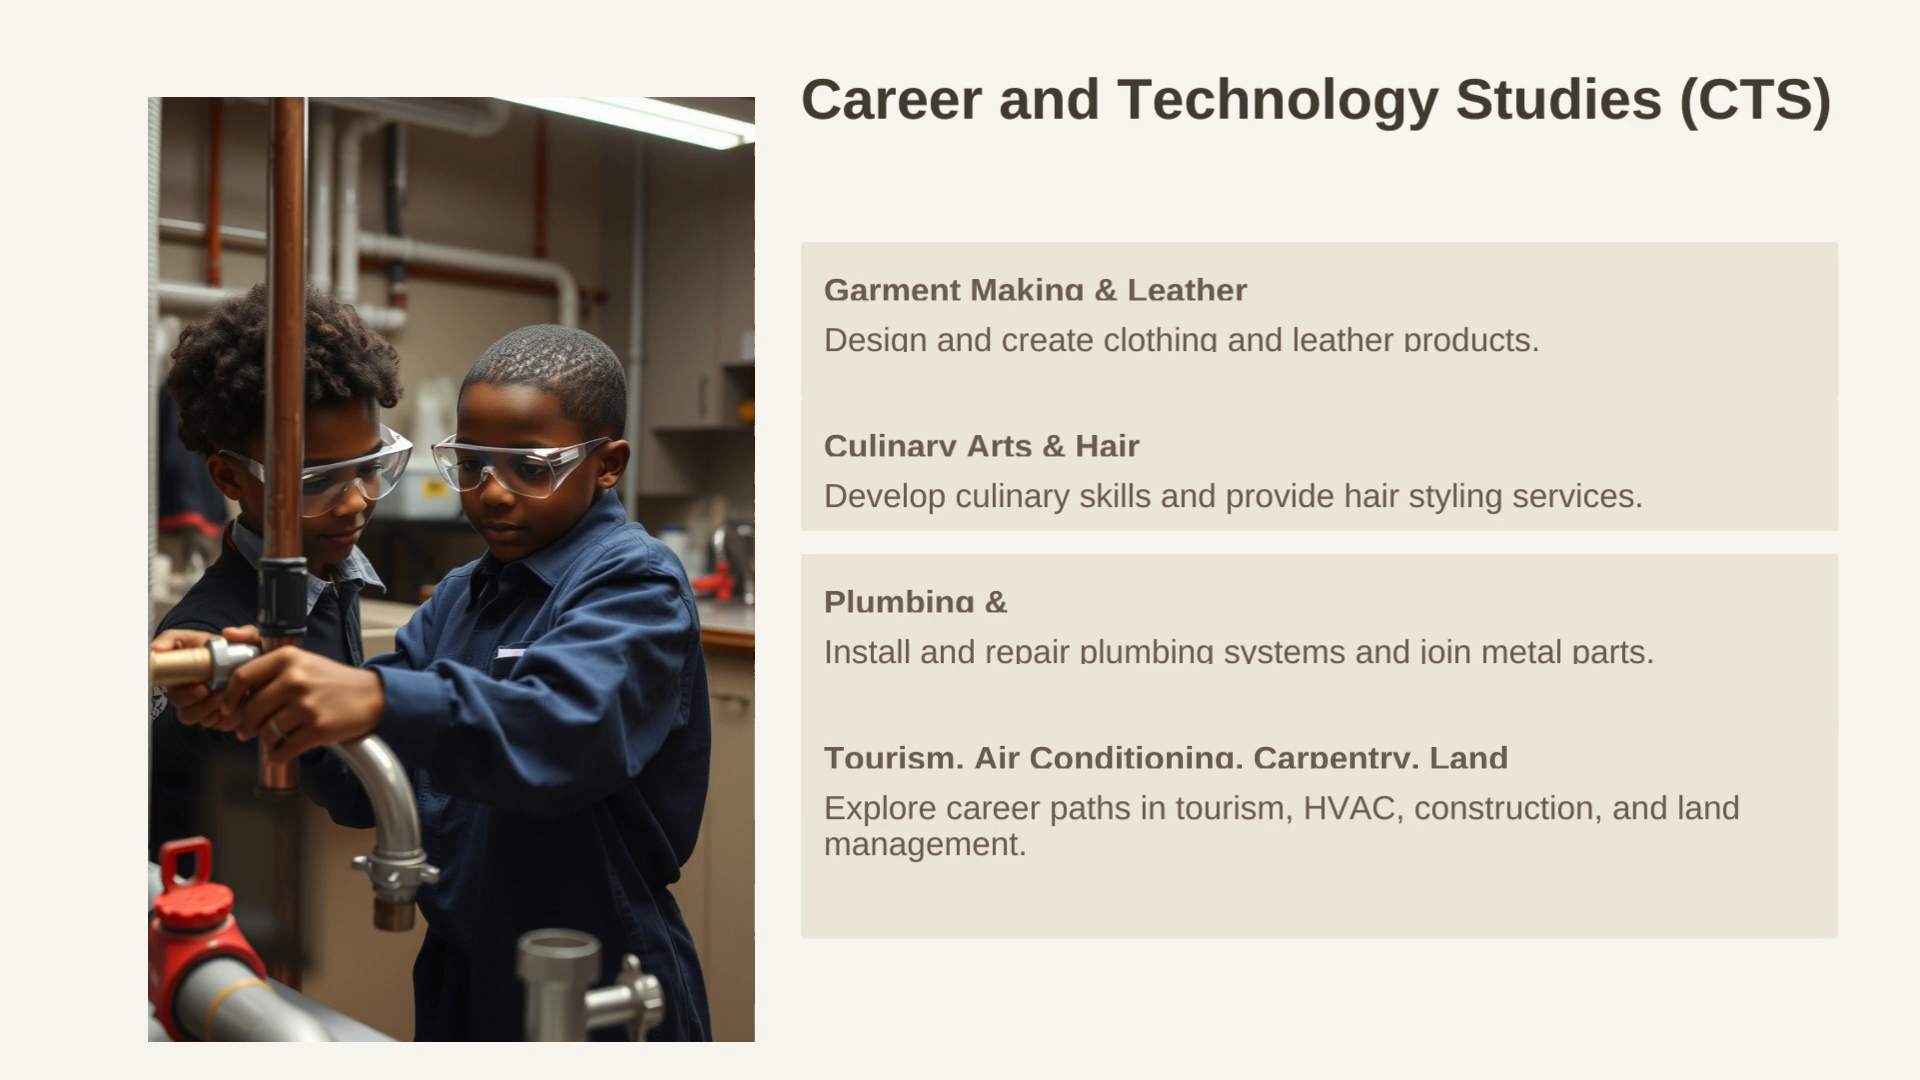 Career and Technology Studies (CTS)
Garment Making & Leather
Design and create clothing and leather products.
Culinary Arts & Hair
Develop culinary skills and provide hair styling services.
Plumbing &
Install and repair plumbing systems and join metal parts.
Tourism, Air Conditioning, Carpentry, Land
Explore career paths in tourism, HVAC, construction, and land
management.